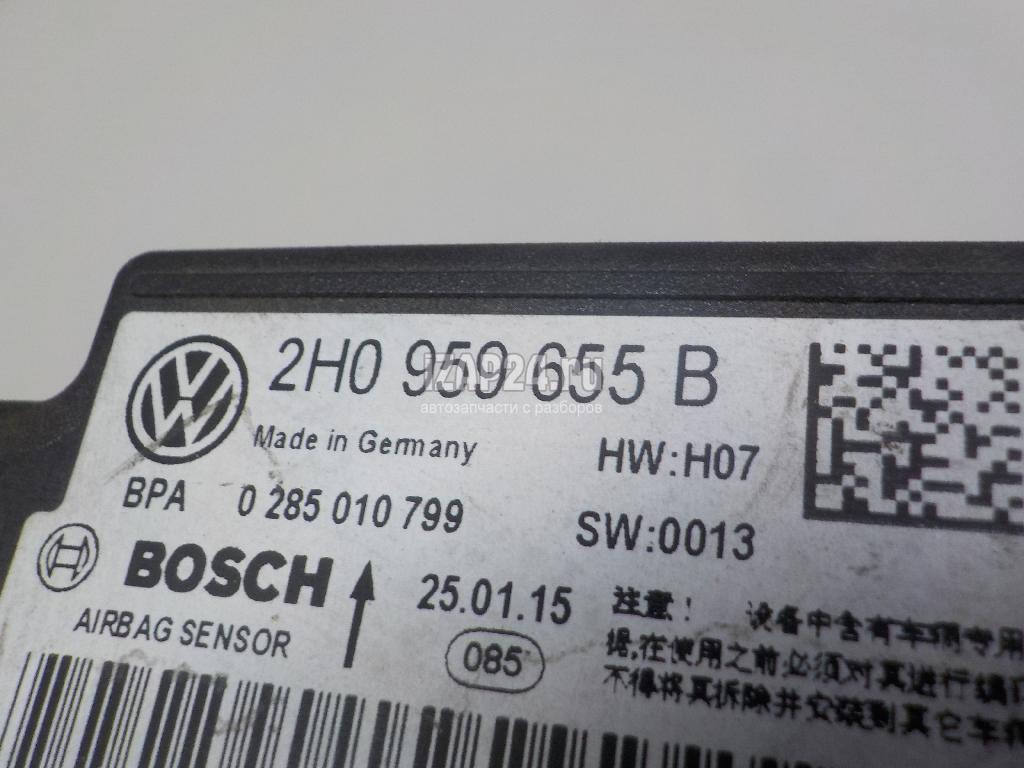 2H0 959 655 B
IZAP24.ru
автозапчасти с разборов
Made in Germany
HW:H07
BPA 0 285 010 799
SW:0013
BOSCH
25.01.15
AIRBAG SENSOR
085
注意! 设备中含有车辆专用
据,在使用之前必须对其进行编
不得将其拆除并安装到其它车